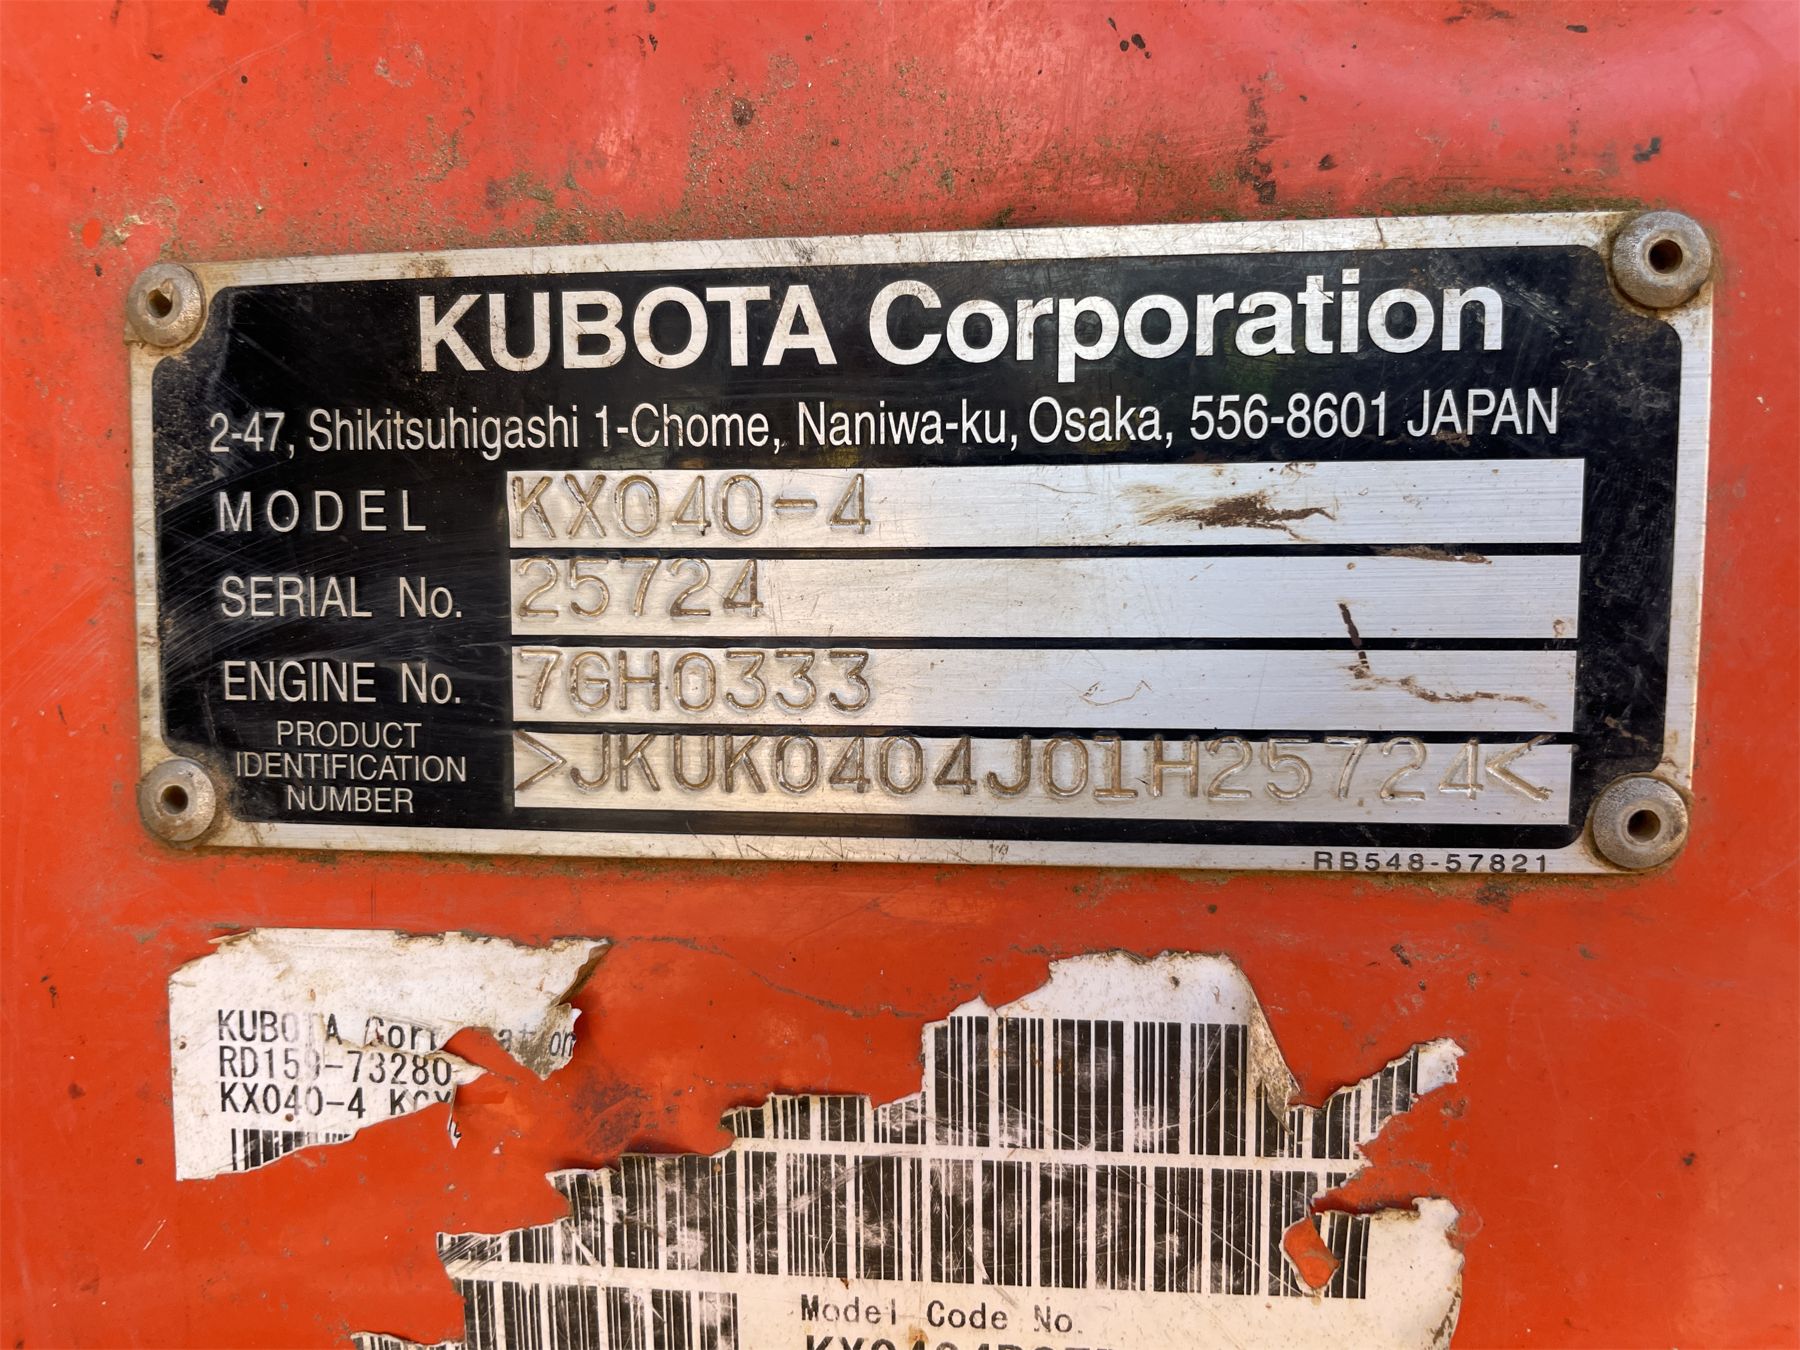 KUBOTA Corporation
2-47, Shikitsuhigashi 1-Chome, Naniwa-ku, Osaka, 556-8601 JAPAN
MODEL KX040-4
SERIAL No. 25724
ENGINE No. 7GH0333
PRODUCT
IDENTIFICATION
NUMBER
>JKUK0404J01H25724<
RB548-57821
KUBOTA Corporation
RD159-73280
KX040-4
Model Code No.